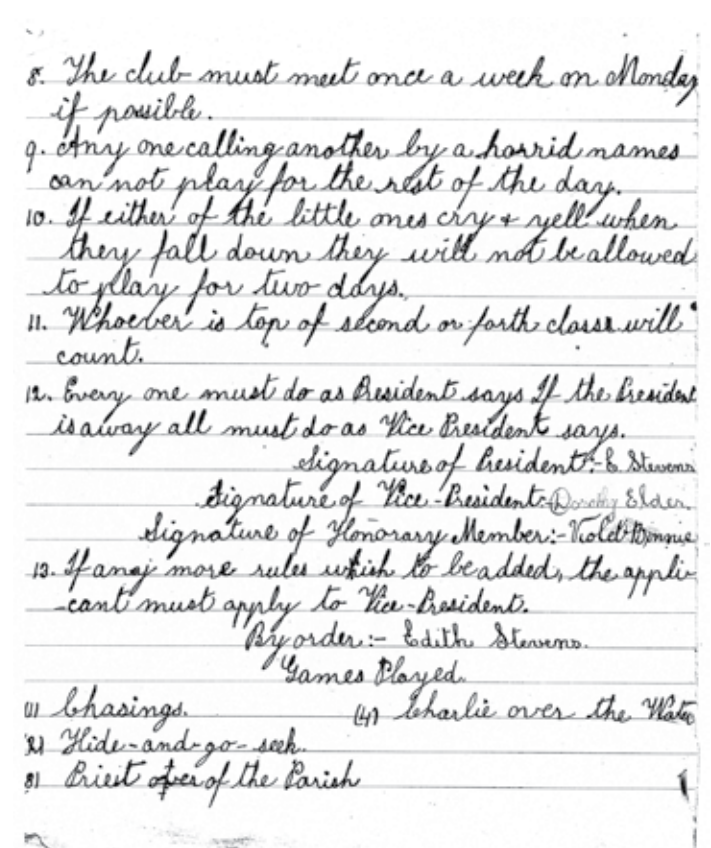 8. The club must meet once a week on Monday
if possible.
9. Any one calling another by a horrid names
can not play for the rest of the day.
10. If either of the little ones cry & yell when
they fall down they will not be allowed
to play for two days.
11. Whoever is top of second or forth class will
count.
12. Every one must do as President says If the President
is away all must do as Vice President says.
Signature of President:- E. Stevens
Signature of Vice-President:- Dorothy Elder.
Signature of Honorary Member:- Violet Binnie
13. If any more rules wish to be added, the appli-
-cant must apply to Vice-President.
By order:- Edith Stevens.
Games Played.
(1) Chasings. (4) Charlie over the Water
(2) Hide-and-go-seek.
(3) Priest of the Parish